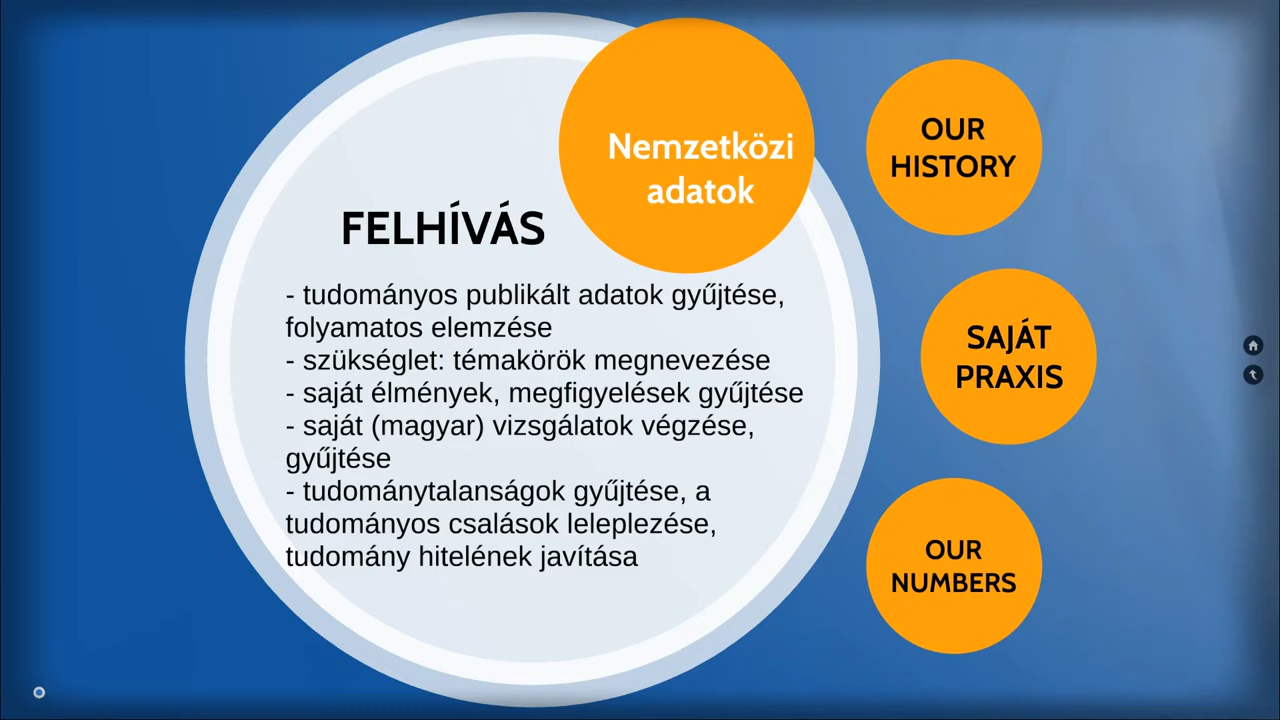 FELHÍVÁS
- tudományos publikált adatok gyűjtése,
folyamatos elemzése
- szükséglet: témakörök megnevezése
- saját élmények, megfigyelések gyűjtése
- saját (magyar) vizsgálatok végzése,
gyűjtése
- tudománytalanságok gyűjtése, a
tudományos csalások leleplezése,
tudomány hitelének javítása
Nemzetközi
adatok
OUR
HISTORY
SAJÁT
PRAXIS
OUR
NUMBERS